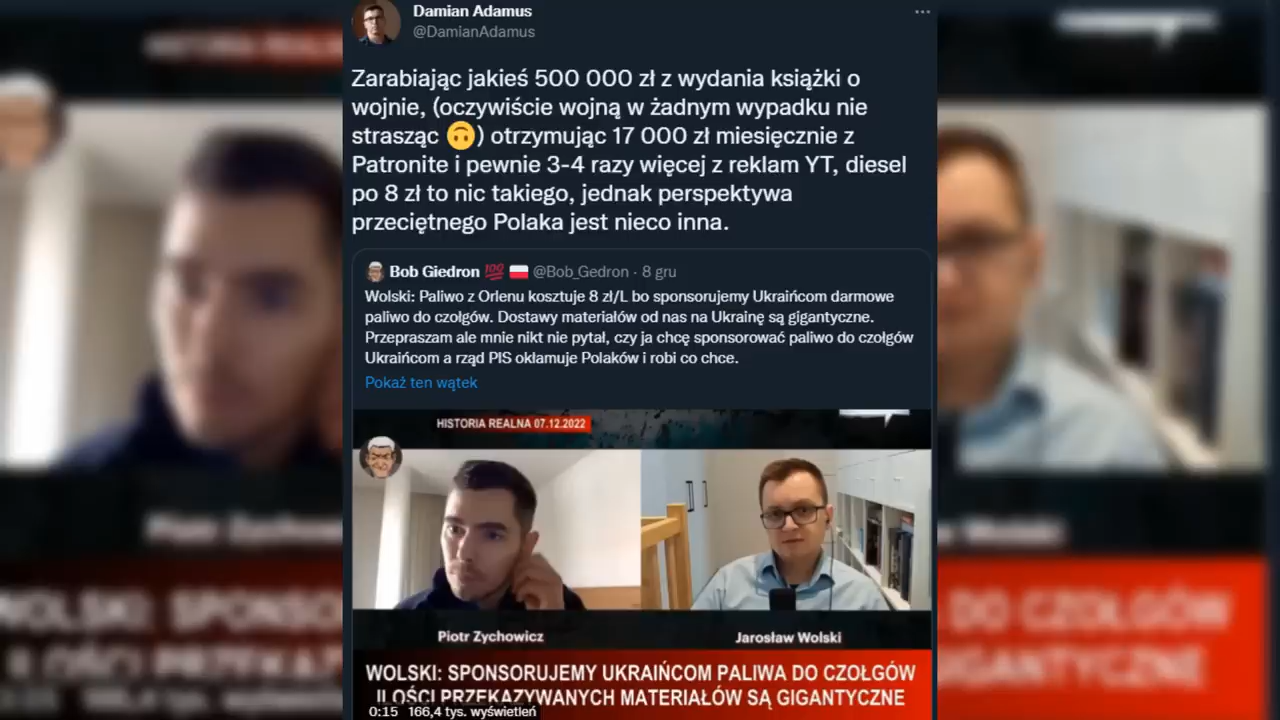 Damian Adamus
@DamianAdamus
Zarabiając jakieś 500 000 zł z wydania książki o
wojnie, (oczywiście wojną w żadnym wypadku nie
strasząc 🙃) otrzymując 17 000 zł miesięcznie z
Patronite i pewnie 3-4 razy więcej z reklam YT, diesel
po 8 zł to nic takiego, jednak perspektywa
przeciętnego Polaka jest nieco inna.
Bob Giedron 💯 🇵🇱 @Bob_Gedron · 8 gru
Wolski: Paliwo z Orlenu kosztuje 8 zł/L bo sponsorujemy Ukraińcom darmowe
paliwo do czołgów. Dostawy materiałów od nas na Ukrainę są gigantyczne.
Przepraszam ale mnie nikt nie pytał, czy ja chcę sponsorować paliwo do czołgów
Ukraińcom a rząd PIS okłamuje Polaków i robi co chce.
Pokaż ten wątek
HISTORIA REALNA 07.12.2022
Piotr Zychowicz
Jarosław Wolski
WOLSKI: SPONSORUJEMY UKRAIŃCOM PALIWA DO CZOŁGÓW
ILOŚCI PRZEKAZYWANYCH MATERIAŁÓW SĄ GIGANTYCZNE
0:15 166,4 tys. wyświetleń